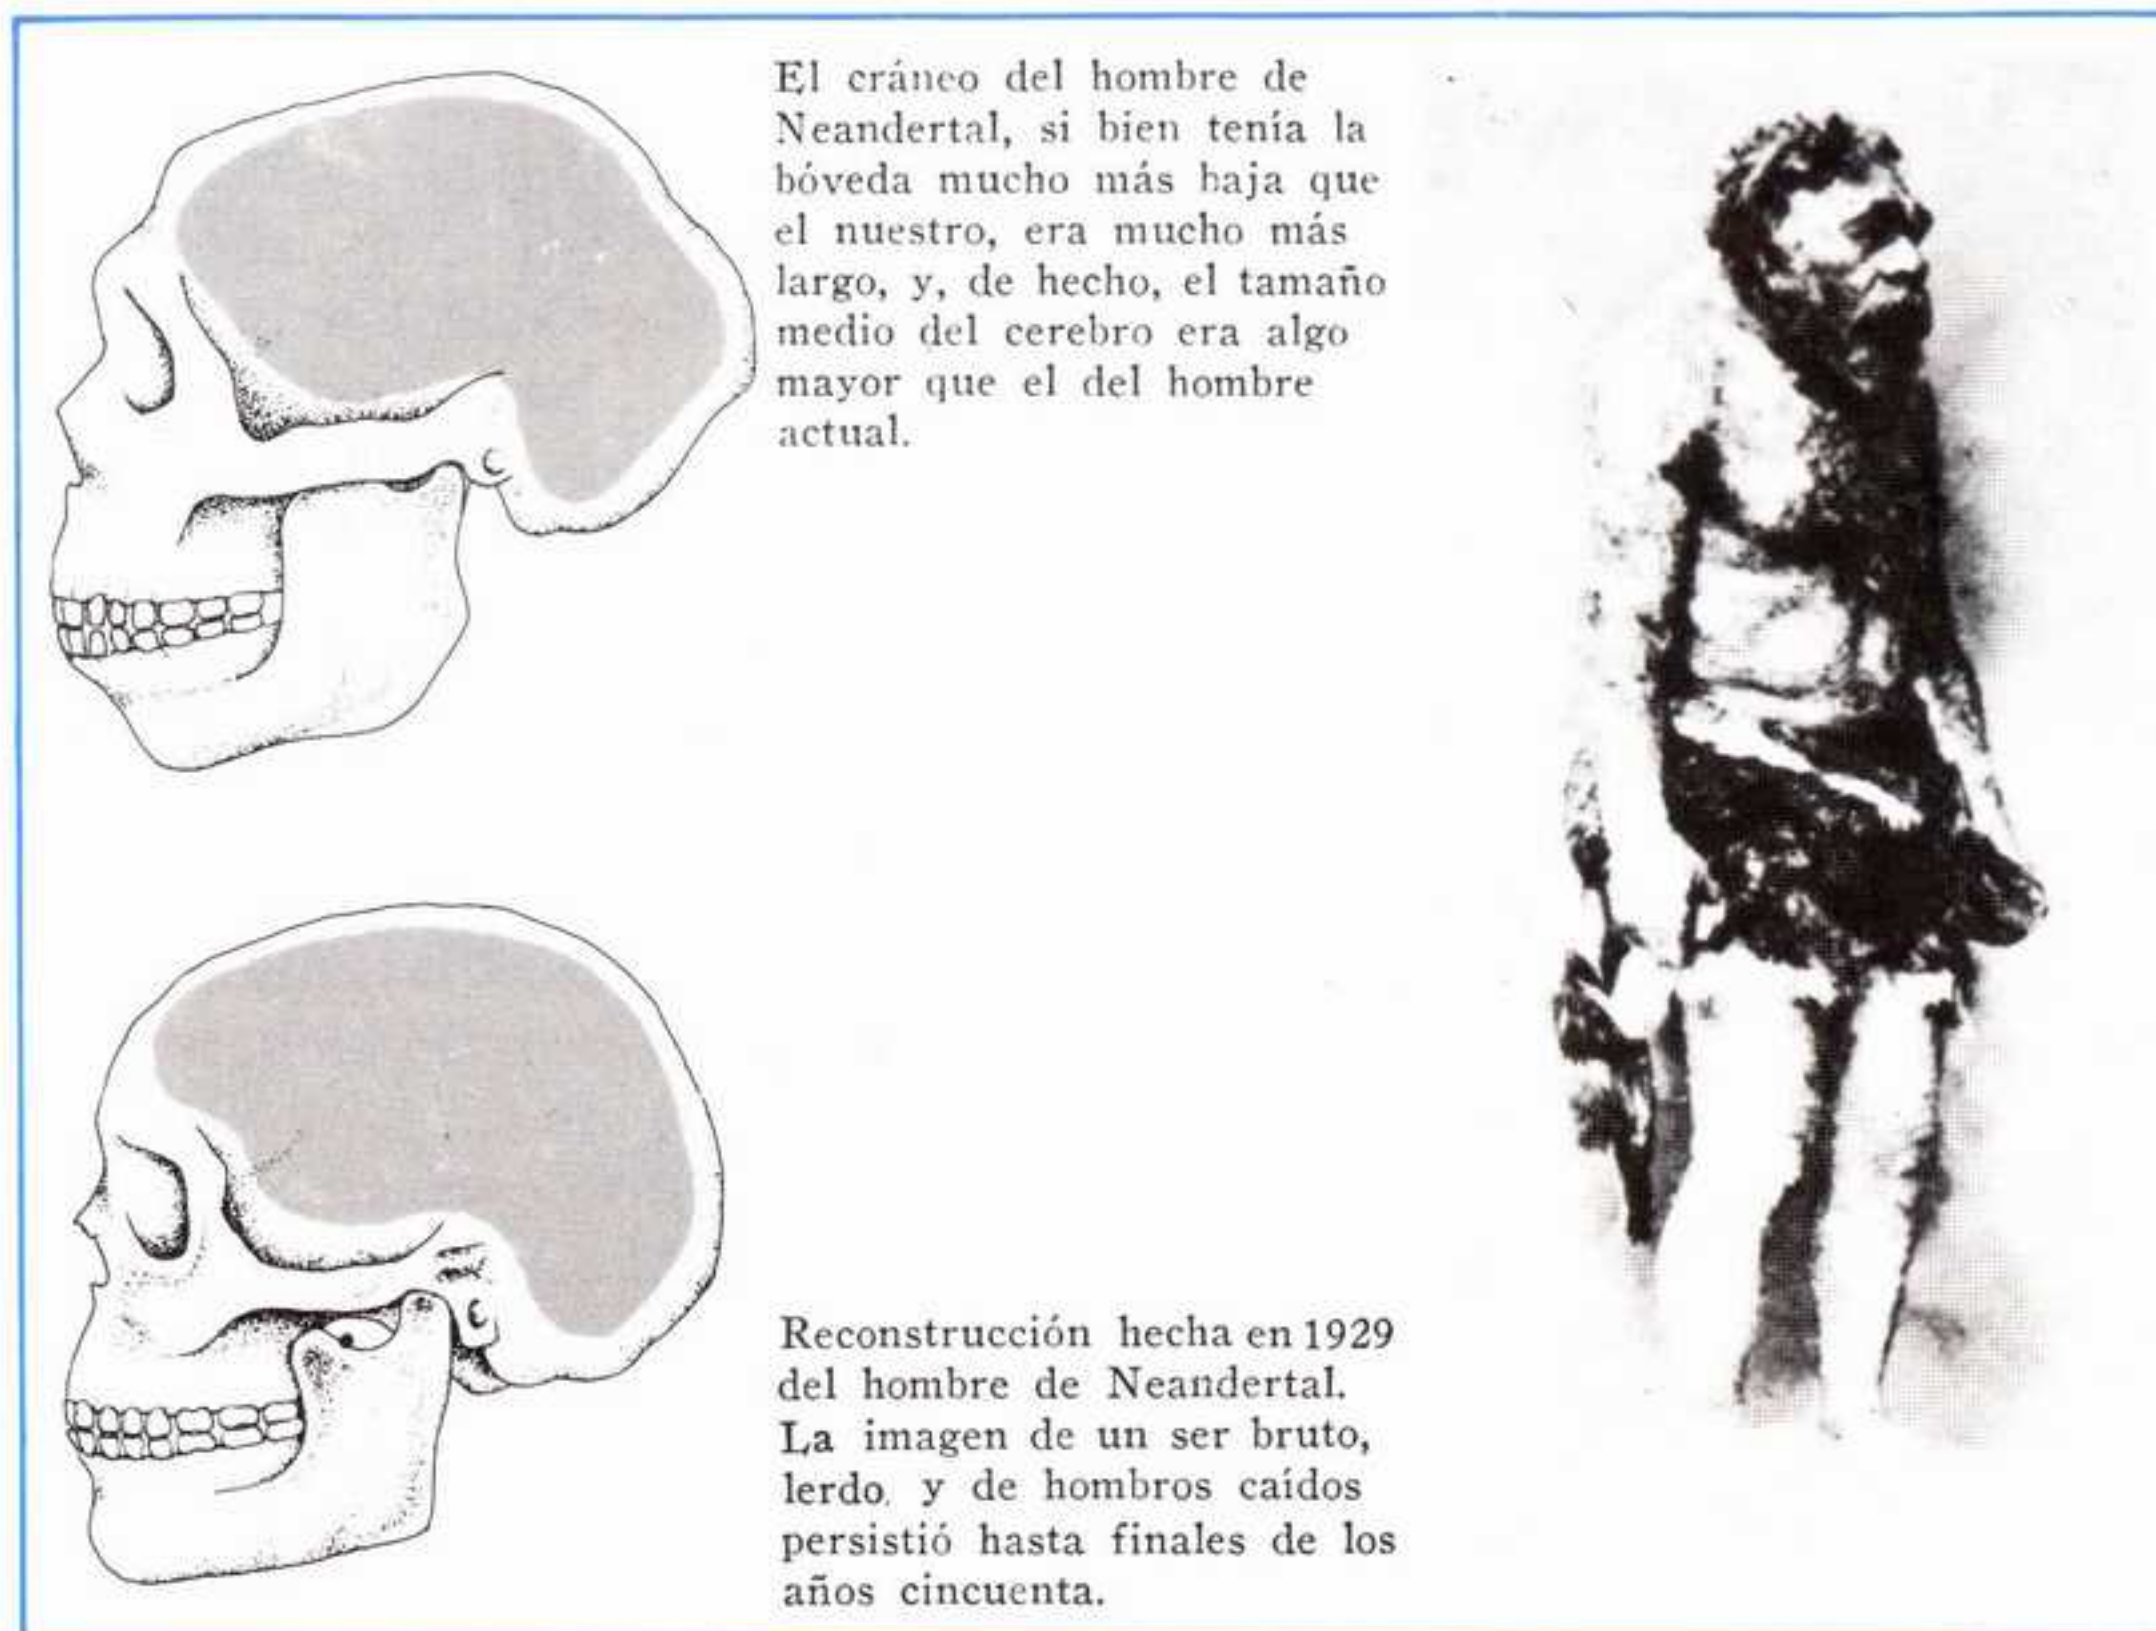 El cráneo del hombre de
Neandertal, si bien tenía la
bóveda mucho más baja que
el nuestro, era mucho más
largo, y, de hecho, el tamaño
medio del cerebro era algo
mayor que el del hombre
actual.
Reconstrucción hecha en 1929
del hombre de Neandertal.
La imagen de un ser bruto,
lerdo, y de hombros caídos
persistió hasta finales de los
años cincuenta.